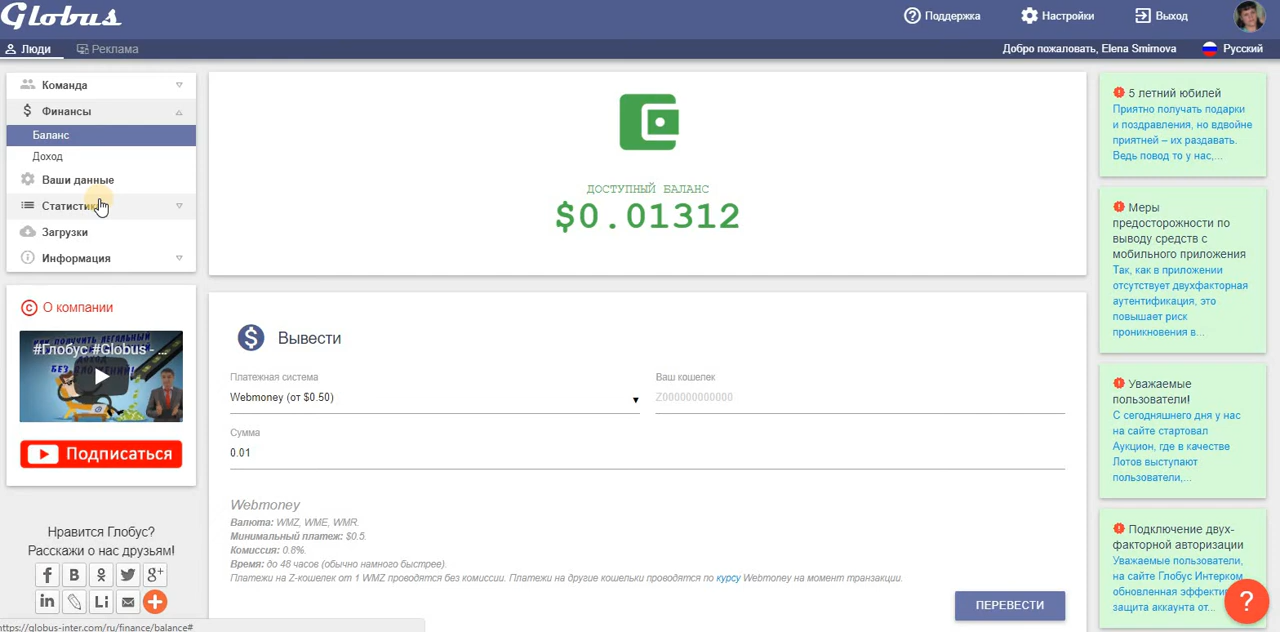 Globus
Поддержка
Настройки
Выход
Люди
Реклама
Добро пожаловать, Elena Smirnova
Русский
Команда
$ Финансы
Баланс
Доход
Ваши данные
Статистик
Загрузки
Информация
© О компании
#Глобус #Globus - ...
Подписаться
Нравится Глобус?
Расскажи о нас друзьям!
https://globus-inter.com/ru/finance/balance#
ДОСТУПНЫЙ БАЛАНС
$0.01312
Вывести
Платежная система
Webmoney (от $0.50)
Ваш кошелек
Z000000000000
Сумма
0.01
Webmoney
Валюта: WMZ, WME, WMR.
Минимальный платеж: $0.5.
Комиссия: 0.8%.
Время: до 48 часов (обычно намного быстрее).
Платежи на Z-кошелек от 1 WMZ проводятся без комиссии. Платежи на другие кошельки проводятся по курсу Webmoney на момент транзакции.
ПЕРЕВЕСТИ
5 летний юбилей
Приятно получать подарки
и поздравления, но вдвойне
приятней – их раздавать.
Ведь повод то у нас,...
Меры
предосторожности по
выводу средств с
мобильного приложения
Так, как в приложении
отсутствует двухфакторная
аутентификация, это
повышает риск
проникновения в...
Уважаемые
пользователи!
С сегодняшнего дня у нас
на сайте стартовал
Аукцион, где в качестве
Лотов выступают
пользователи,...
Подключение двух-
факторной авторизации
Уважаемые пользователи,
на сайте Глобус Интерком
обновленная эффекти
защита аккаунта от...
?